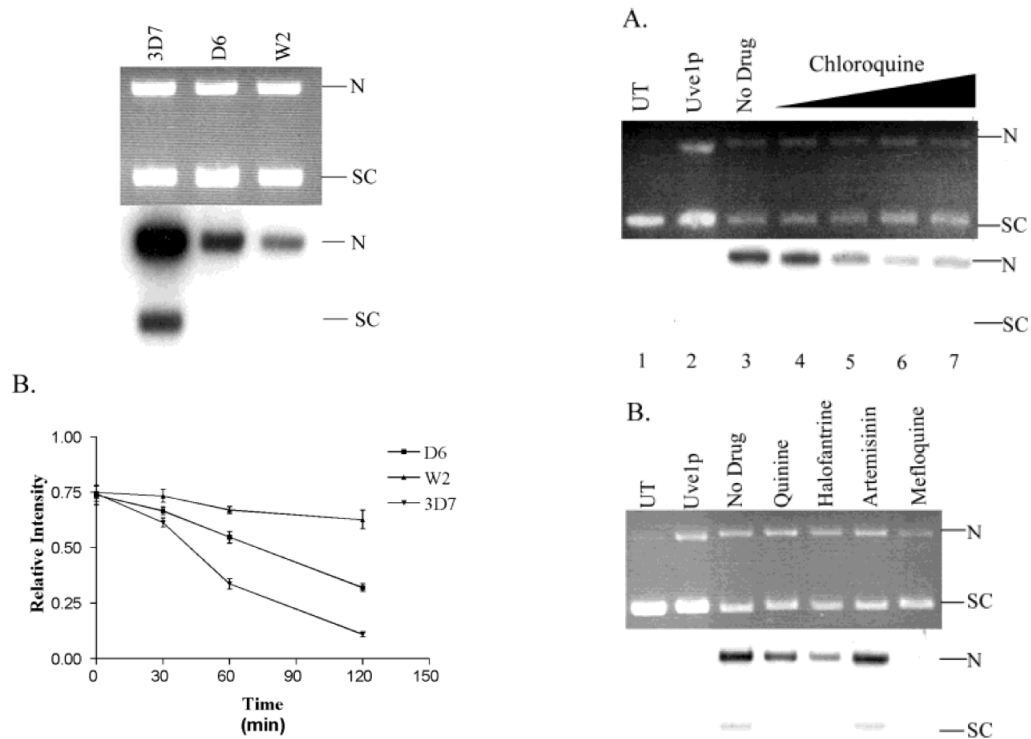 3D7
D6
W2
N
SC
N
SC
B.
1.00
0.75
0.50
0.25
0.00
Relative Intensity
0
30
60
90
120
150
Time
(min)
D6
W2
3D7
A.
UT
Uve1p
No Drug
Chloroquine
N
SC
N
SC
1 2 3 4 5 6 7
B.
UT
Uve1p
No Drug
Quinine
Halofantrine
Artemisinin
Mefloquine
N
SC
N
SC